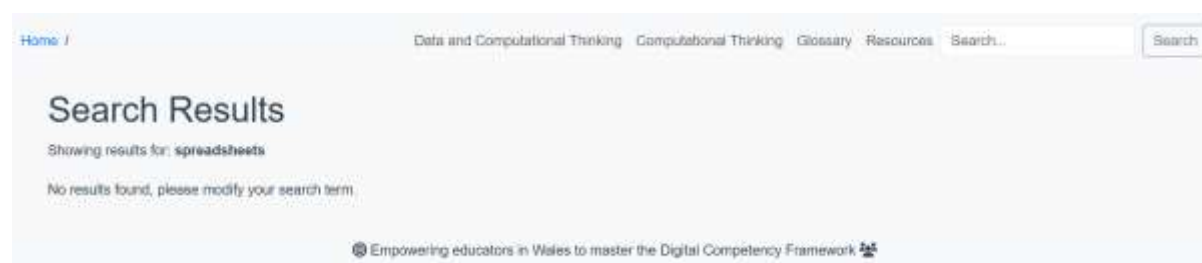 Home / Data and Computational Thinking Computational Thinking Glossary Resources Search... Search
Search Results
Showing results for: spreadsheets
No results found, please modify your search term.
Empowering educators in Wales to master the Digital Competency Framework